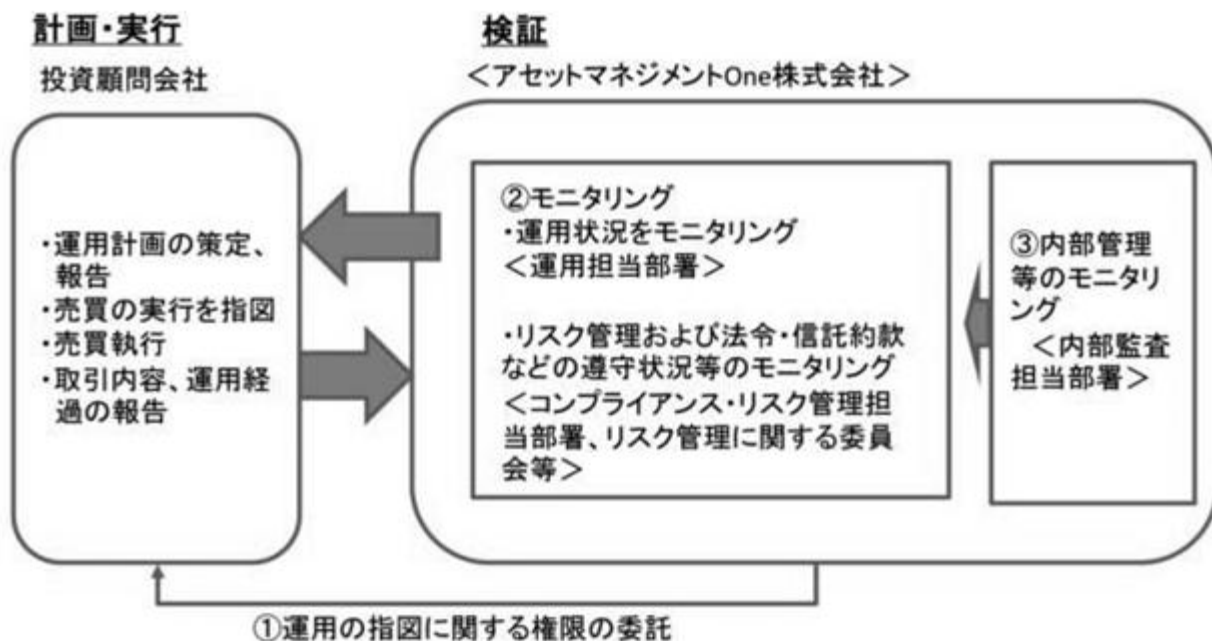 計画・実行
投資顧問会社
・運用計画の策定、
報告
・売買の実行を指図
・売買執行
・取引内容、運用経
過の報告
検証
＜アセットマネジメントOne株式会社＞
②モニタリング
・運用状況をモニタリング
＜運用担当部署＞
・リスク管理および法令・信託約款
などの遵守状況等のモニタリング
＜コンプライアンス・リスク管理担
当部署、リスク管理に関する委員
会等＞
③内部管理
等のモニタリ
ング
＜内部監査
担当部署＞
①運用の指図に関する権限の委託